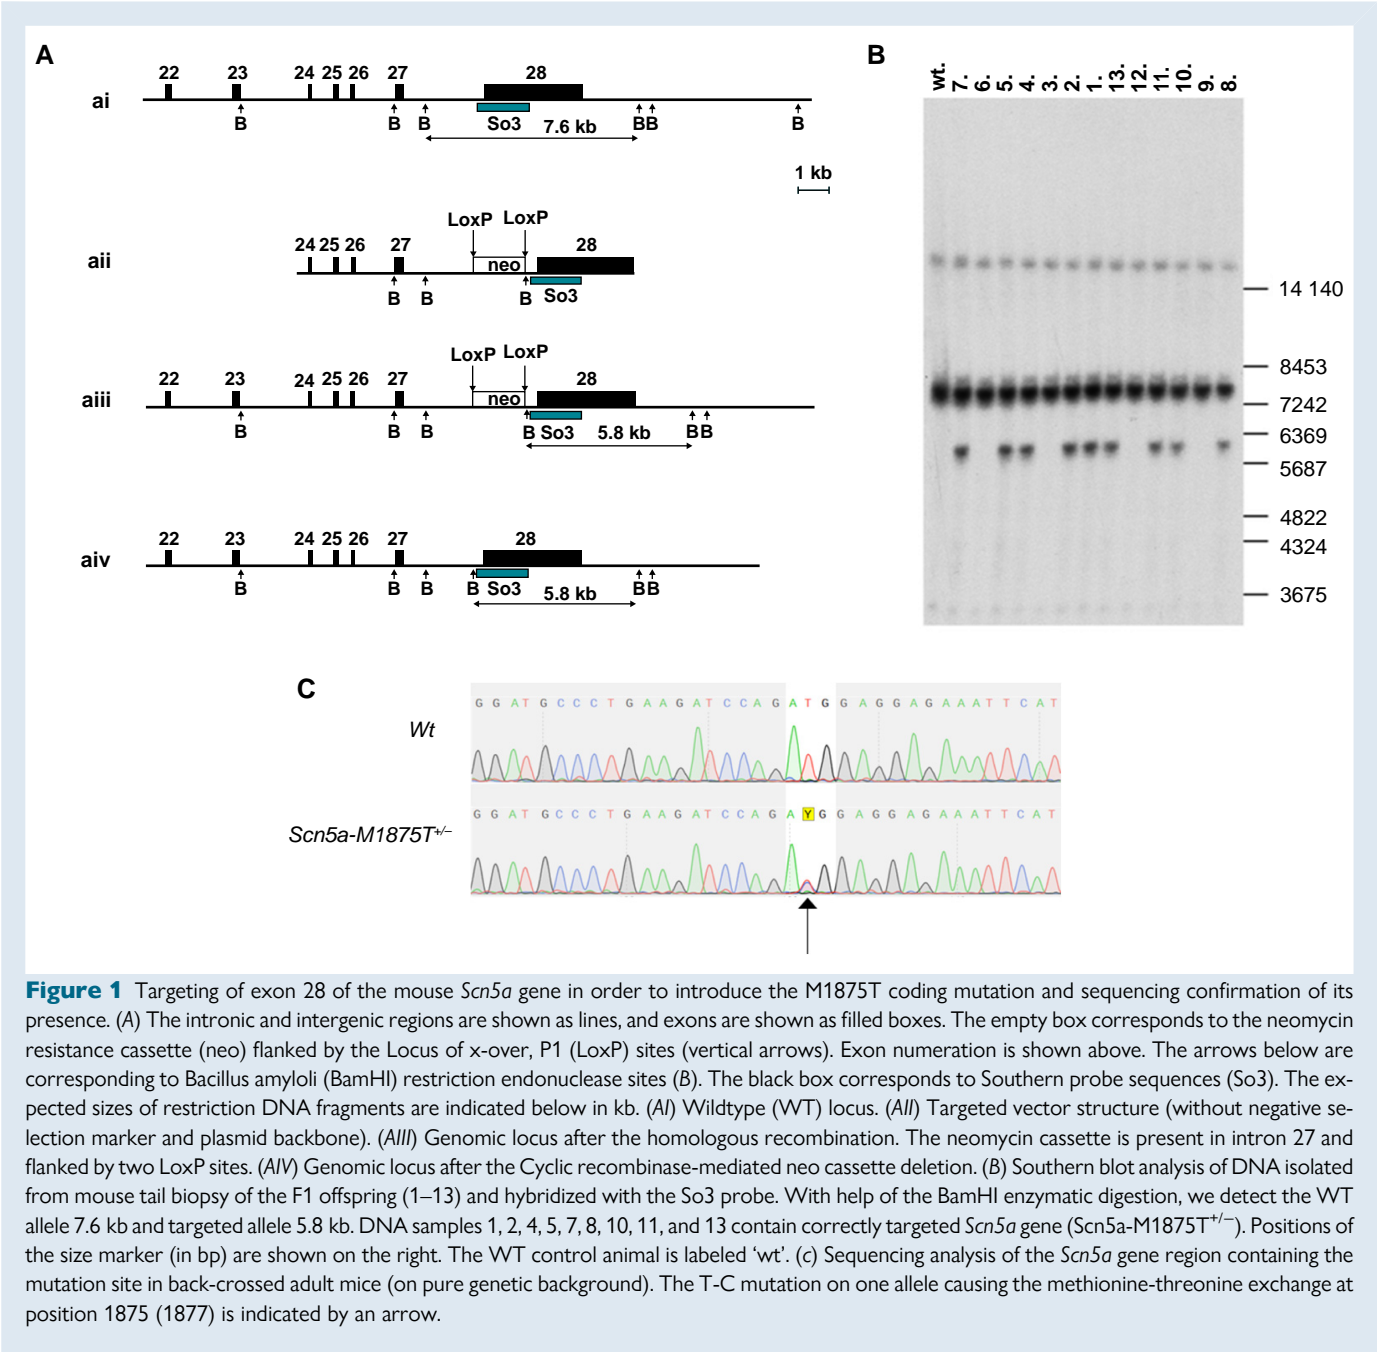 A
22 23 24 25 26 27 28
ai
B B B So3 7.6 kb BB B
1 kb
LoxP LoxP
24 25 26 27 28
aii
neo
B B B So3
LoxP LoxP
22 23 24 25 26 27 28
aiii
neo
B B B B So3 5.8 kb BB
22 23 24 25 26 27 28
aiv
B B B B So3 5.8 kb BB
B
wt. 7. 6. 5. 4. 3. 2. 1. 13. 12. 11. 10. 9. 8.
14 140
8453
7242
6369
5687
4822
4324
3675
C
Wt
G G A T G C C C T G A A G A T C C A G A T G G A G G A G A A A T T C A T
Scn5a-M1875T+/–
G G A T G C C C T G A A G A T C C A G A Y G G A G G A G A A A T T C A T
Figure 1 Targeting of exon 28 of the mouse Scn5a gene in order to introduce the M1875T coding mutation and sequencing confirmation of its
presence. (A) The intronic and intergenic regions are shown as lines, and exons are shown as filled boxes. The empty box corresponds to the neomycin
resistance cassette (neo) flanked by the Locus of x-over, P1 (LoxP) sites (vertical arrows). Exon numeration is shown above. The arrows below are
corresponding to Bacillus amyloli (BamHI) restriction endonuclease sites (B). The black box corresponds to Southern probe sequences (So3). The ex-
pected sizes of restriction DNA fragments are indicated below in kb. (AI) Wildtype (WT) locus. (AII) Targeted vector structure (without negative se-
lection marker and plasmid backbone). (AIII) Genomic locus after the homologous recombination. The neomycin cassette is present in intron 27 and
flanked by two LoxP sites. (AIV) Genomic locus after the Cyclic recombinase-mediated neo cassette deletion. (B) Southern blot analysis of DNA isolated
from mouse tail biopsy of the F1 offspring (1–13) and hybridized with the So3 probe. With help of the BamHI enzymatic digestion, we detect the WT
allele 7.6 kb and targeted allele 5.8 kb. DNA samples 1, 2, 4, 5, 7, 8, 10, 11, and 13 contain correctly targeted Scn5a gene (Scn5a-M1875T+/–). Positions of
the size marker (in bp) are shown on the right. The WT control animal is labeled ‘wt’. (c) Sequencing analysis of the Scn5a gene region containing the
mutation site in back-crossed adult mice (on pure genetic background). The T-C mutation on one allele causing the methionine-threonine exchange at
position 1875 (1877) is indicated by an arrow.